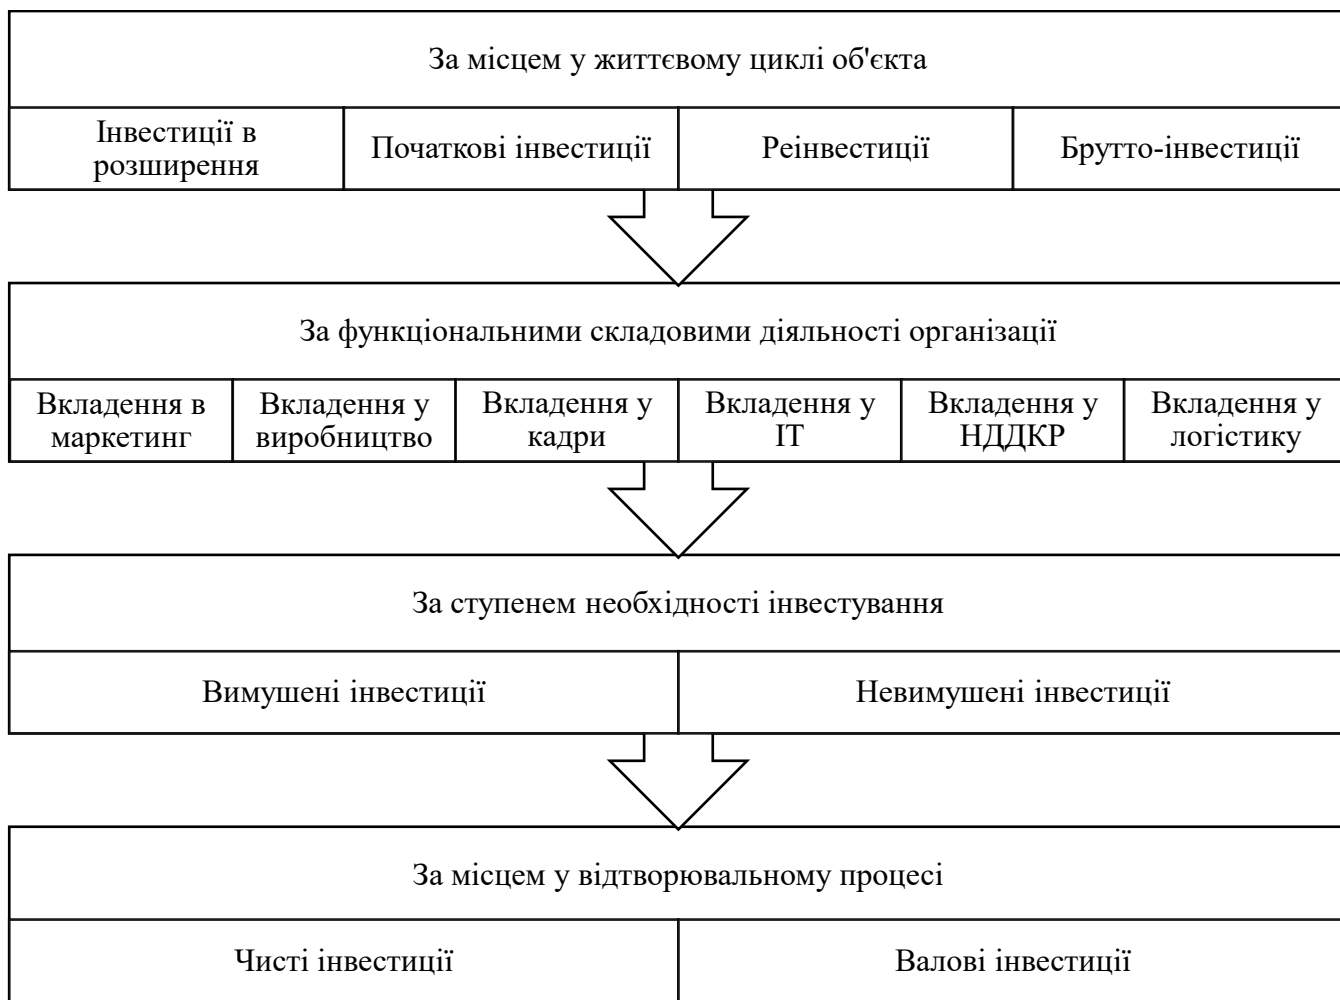 За місцем у життєвому циклі об'єкта
Інвестиції в
розширення
Початкові інвестиції
Реінвестиції
Брутто-інвестиції
За функціональними складовими діяльності організації
Вкладення в
маркетинг
Вкладення у
виробництво
Вкладення у
кадри
Вкладення у
ІТ
Вкладення у
НДДКР
Вкладення у
логістику
За ступенем необхідності інвестування
Вимушені інвестиції
Невимушені інвестиції
За місцем у відтворювальному процесі
Чисті інвестиції
Валові інвестиції